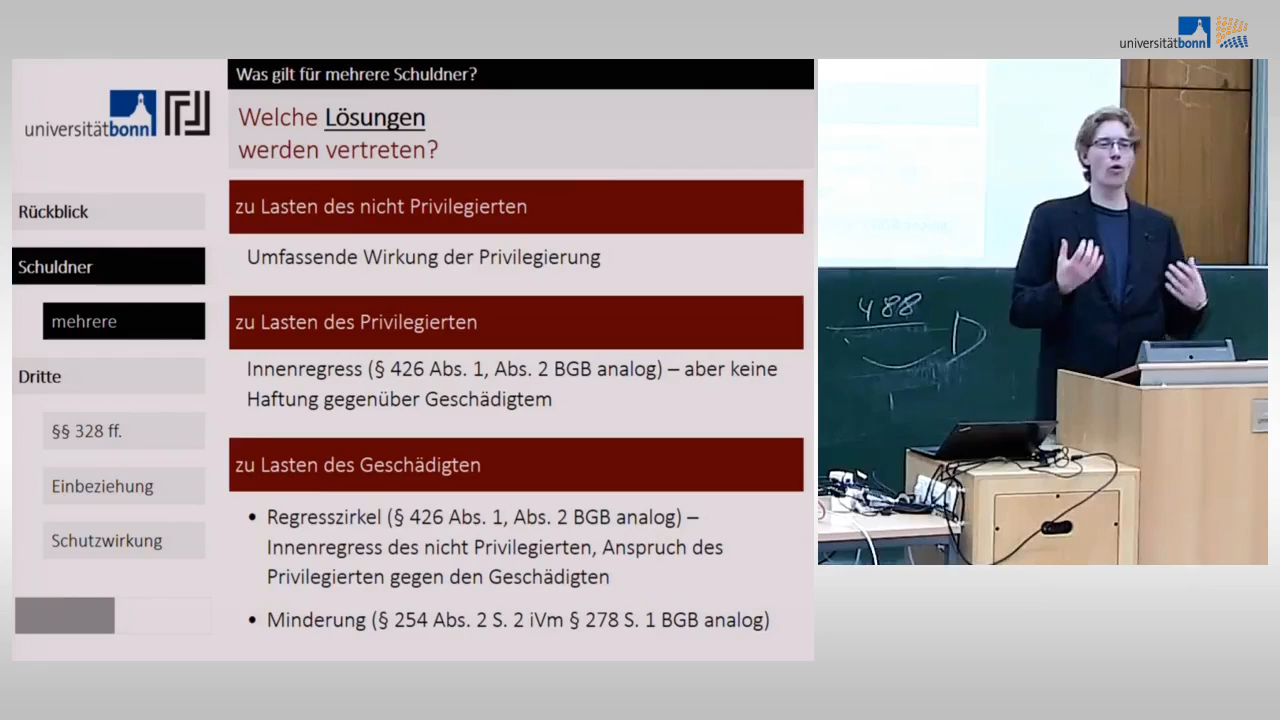 universitätbonn
Was gilt für mehrere Schuldner?
universitätbonn
Welche Lösungen
werden vertreten?
Rückblick
Schuldner
mehrere
Dritte
§§ 328 ff.
Einbeziehung
Schutzwirkung
zu Lasten des nicht Privilegierten
Umfassende Wirkung der Privilegierung
zu Lasten des Privilegierten
Innenregress (§ 426 Abs. 1, Abs. 2 BGB analog) – aber keine
Haftung gegenüber Geschädigtem
zu Lasten des Geschädigten
• Regresszirkel (§ 426 Abs. 1, Abs. 2 BGB analog) –
Innenregress des nicht Privilegierten, Anspruch des
Privilegierten gegen den Geschädigten
• Minderung (§ 254 Abs. 2 S. 2 iVm § 278 S. 1 BGB analog)
488